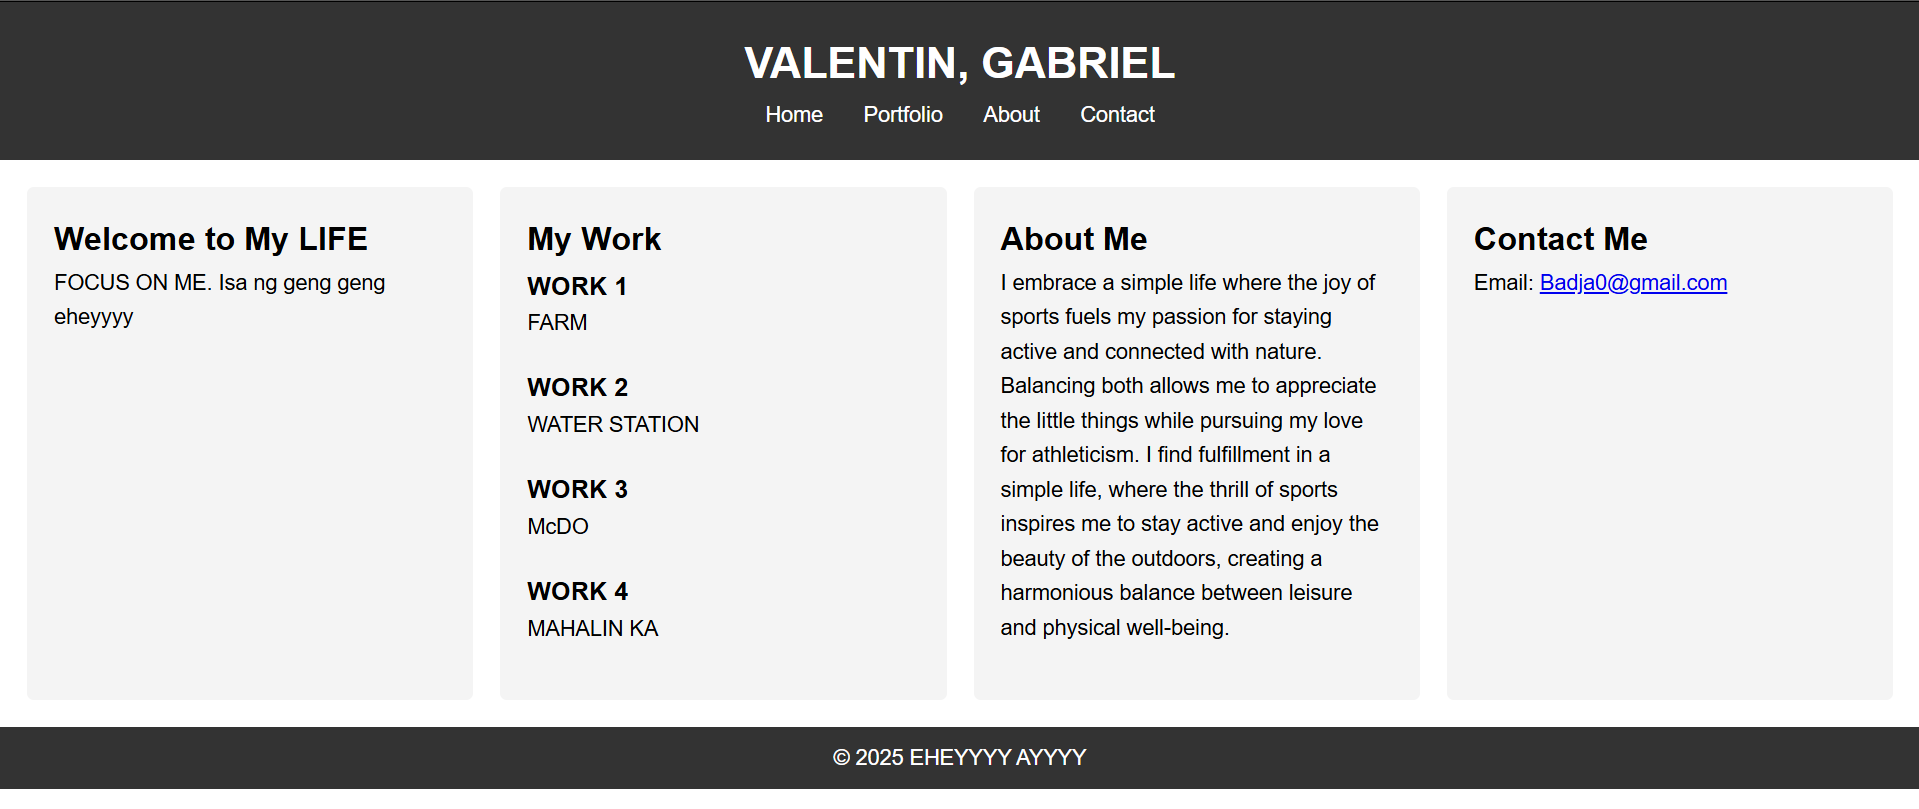 VALENTIN, GABRIEL
Home Portfolio About Contact
Welcome to My LIFE
FOCUS ON ME. Isa ng geng geng
eheyyyy
My Work
WORK 1
FARM
WORK 2
WATER STATION
WORK 3
McDO
WORK 4
MAHALIN KA
About Me
I embrace a simple life where the joy of
sports fuels my passion for staying
active and connected with nature.
Balancing both allows me to appreciate
the little things while pursuing my love
for athleticism. I find fulfillment in a
simple life, where the thrill of sports
inspires me to stay active and enjoy the
beauty of the outdoors, creating a
harmonious balance between leisure
and physical well-being.
Contact Me
Email: Badja0@gmail.com
© 2025 EHEYYYY AYYYY